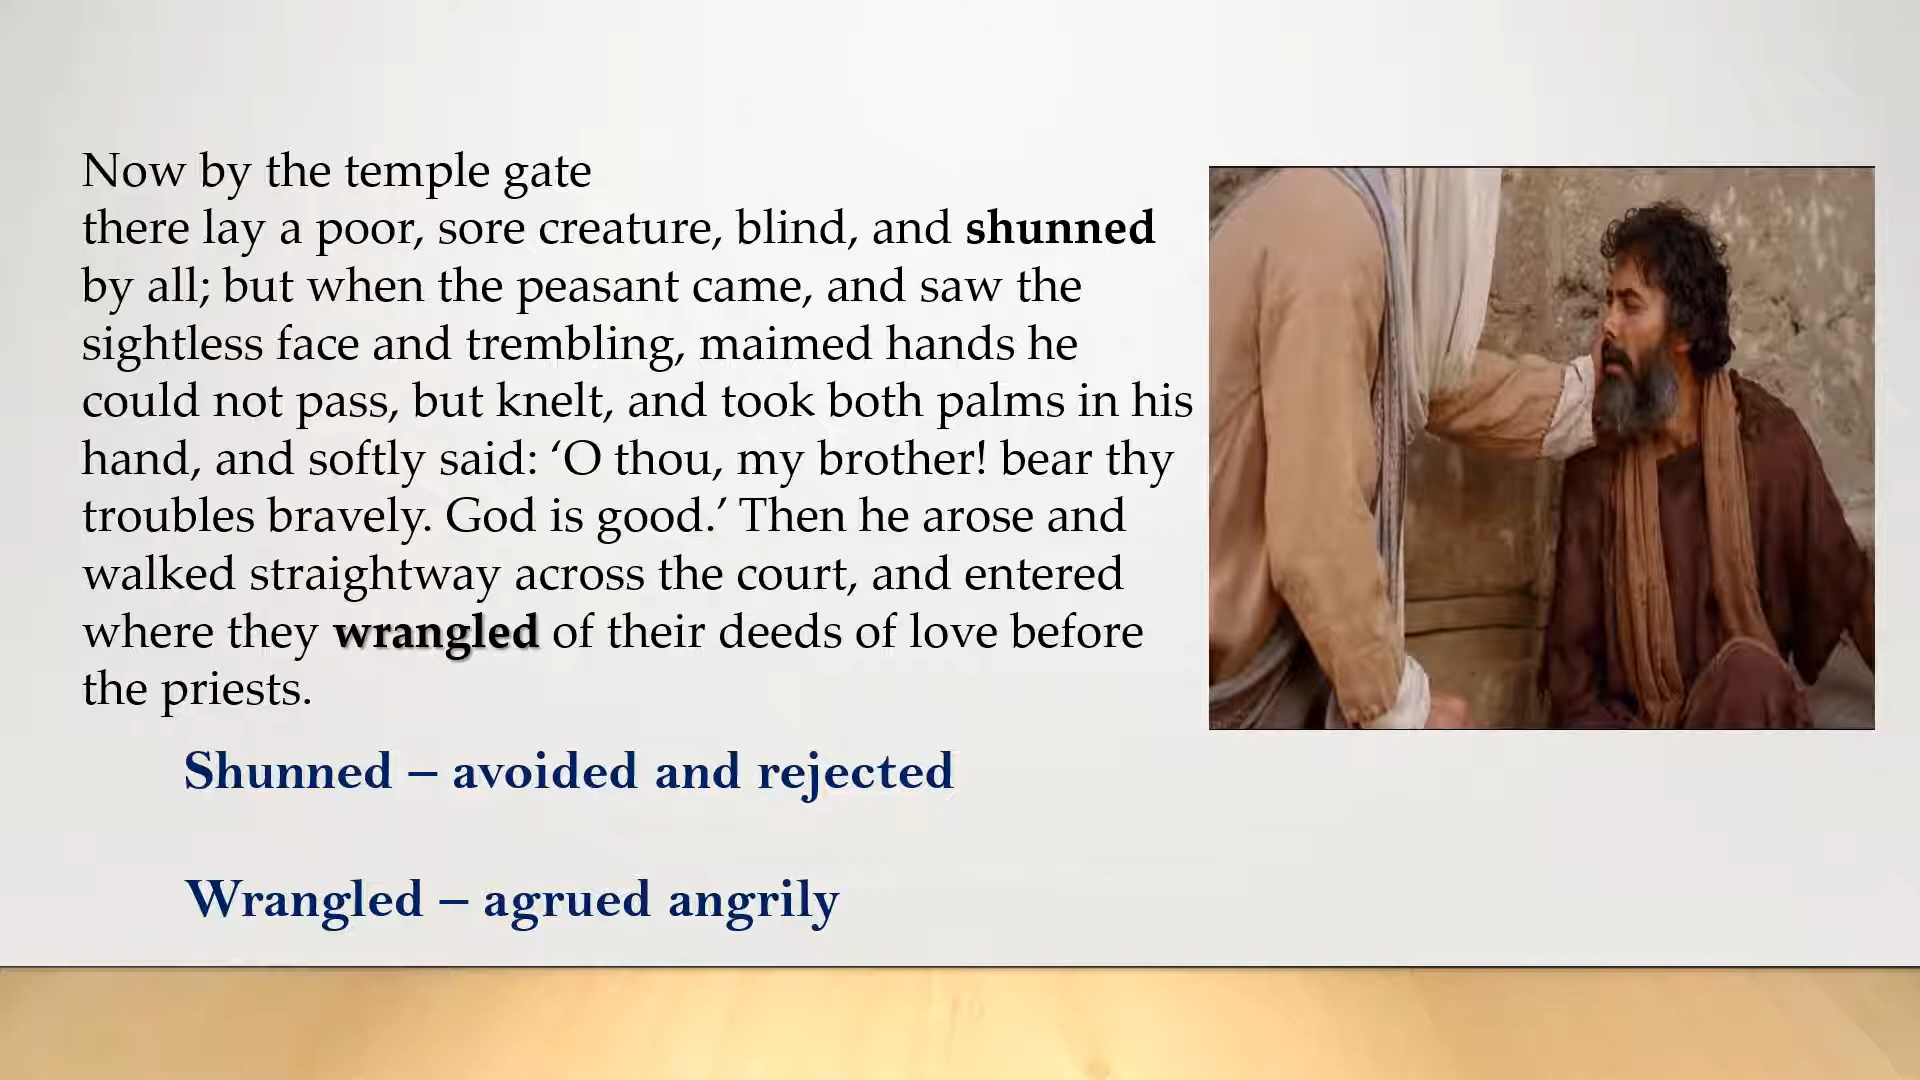 Now by the temple gate
there lay a poor, sore creature, blind, and shunned
by all; but when the peasant came, and saw the
sightless face and trembling, maimed hands he
could not pass, but knelt, and took both palms in his
hand, and softly said: ‘O thou, my brother! bear thy
troubles bravely. God is good.’ Then he arose and
walked straightway across the court, and entered
where they wrangled of their deeds of love before
the priests.
Shunned – avoided and rejected
Wrangled – agrued angrily